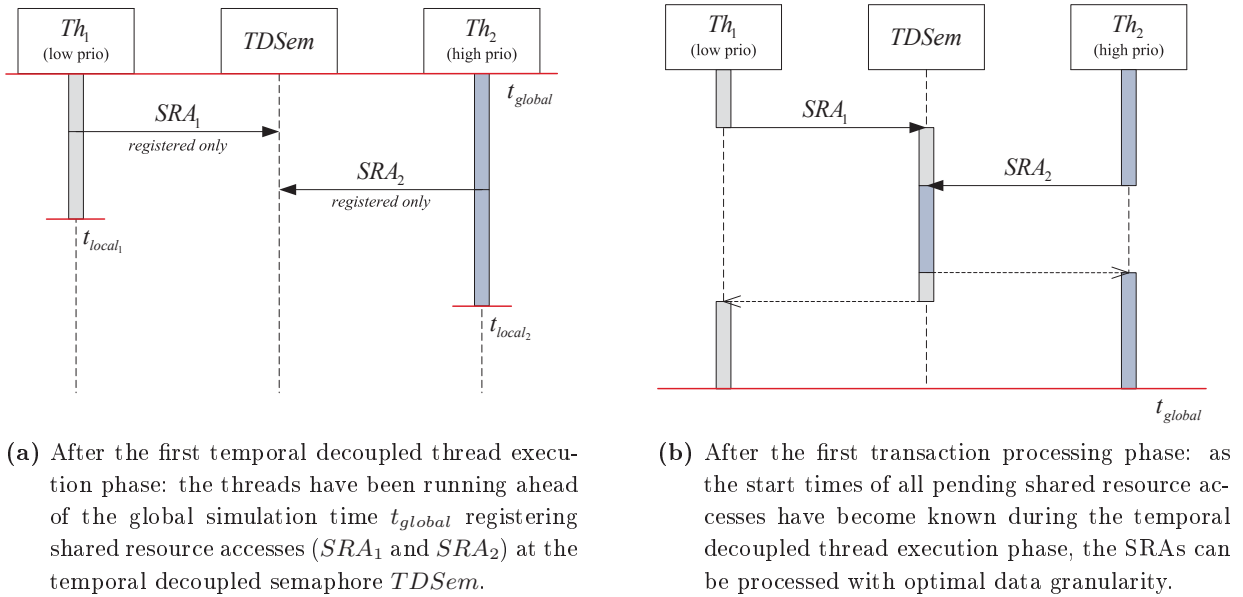 Th1 TDSem Th2
(low prio) (high prio)
tglobal
SRA1
registered only
SRA2
registered only
tlocal1
tlocal2
(a) After the first temporal decoupled thread execu-
tion phase: the threads have been running ahead
of the global simulation time tglobal registering
shared resource accesses (SRA1 and SRA2) at the
temporal decoupled semaphore TDSem.
Th1 TDSem Th2
(low prio) (high prio)
SRA1
SRA2
tglobal
(b) After the first transaction processing phase: as
the start times of all pending shared resource ac-
cesses have become known during the temporal
decoupled thread execution phase, the SRAs can
be processed with optimal data granularity.